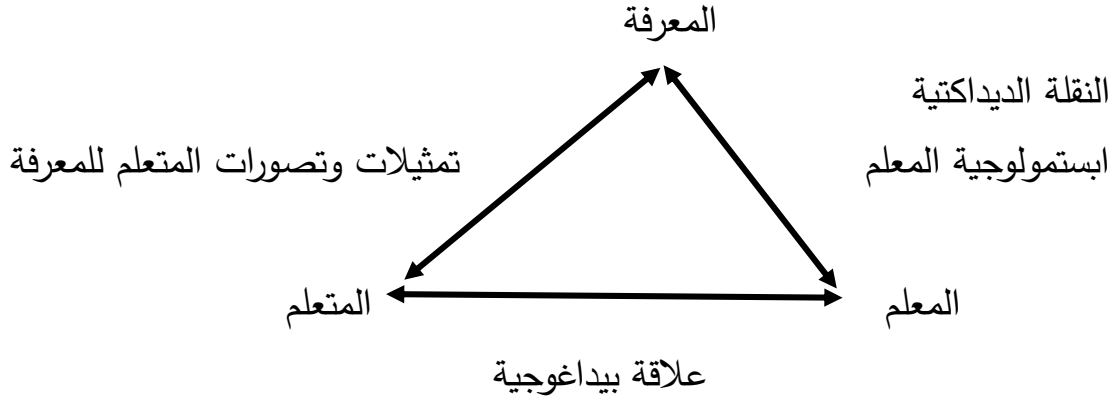 المعرفة
النقلة الديداكتية
ابستمولوجية المعلم
تمثيلات وتصورات المتعلم للمعرفة
المعلم
المتعلم
علاقة بيداغوجية